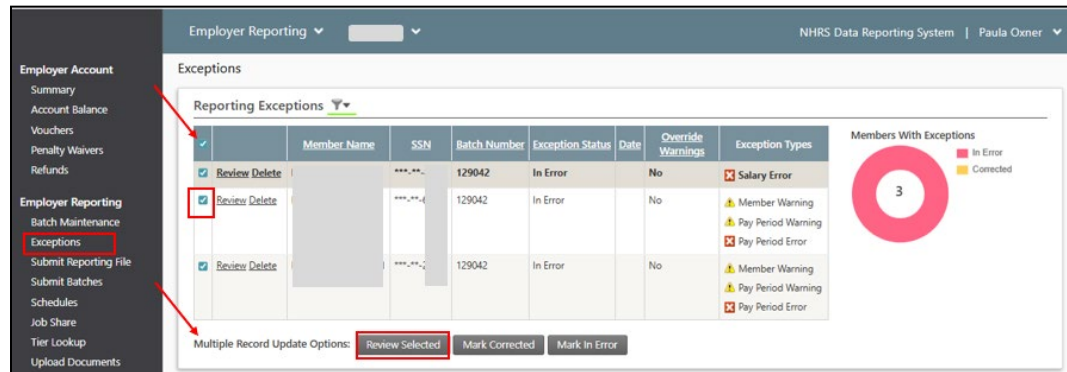 Employer Reporting
NHRS Data Reporting System | Paula Oxner
Employer Account
Summary
Account Balance
Vouchers
Penalty Waivers
Refunds
Employer Reporting
Batch Maintenance
Exceptions
Submit Reporting File
Submit Batches
Schedules
Job Share
Tier Lookup
Upload Documents
Exceptions
Reporting Exceptions
Member Name SSN Batch Number Exception Status Date Override Warnings Exception Types
Review Delete ***-**- 129042 In Error No Salary Error
Review Delete ***-**- 129042 In Error No Member Warning
Pay Period Warning
Pay Period Error
Review Delete ***-**-2 129042 In Error No Member Warning
Pay Period Warning
Pay Period Error
Multiple Record Update Options: Review Selected Mark Corrected Mark In Error
Members With Exceptions
In Error
Corrected
3